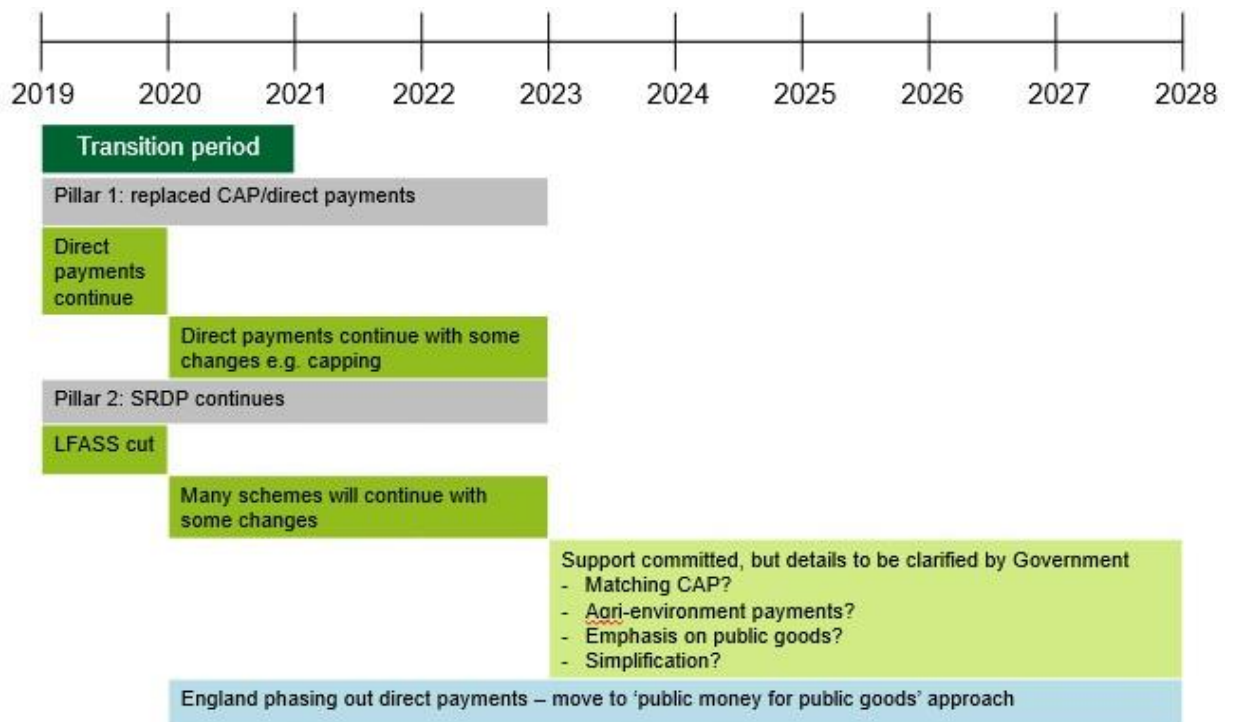 2019 2020 2021 2022 2023 2024 2025 2026 2027 2028
Transition period
Pillar 1: replaced CAP/direct payments
Direct
payments
continue
Direct payments continue with some
changes e.g. capping
Pillar 2: SRDP continues
LFASS cut
Many schemes will continue with
some changes
Support committed, but details to be clarified by Government
- Matching CAP?
- Agri-environment payments?
- Emphasis on public goods?
- Simplification?
England phasing out direct payments – move to ‘public money for public goods’ approach